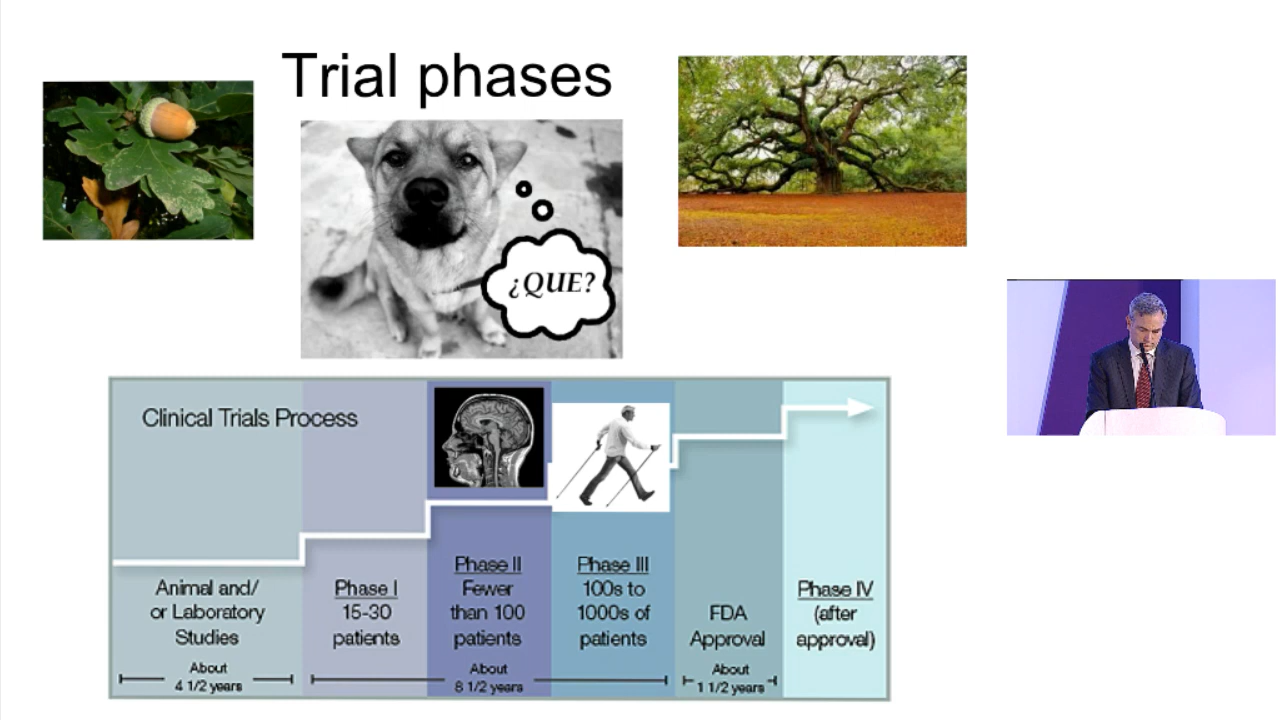 Trial phases
¿QUE?
Clinical Trials Process
Animal and/
or Laboratory
Studies
About
4 1/2 years
Phase I
15-30
patients
Phase II
Fewer
than 100
patients
About
8 1/2 years
Phase III
100s to
1000s of
patients
FDA
Approval
About
1 1/2 years
Phase IV
(after
approval)